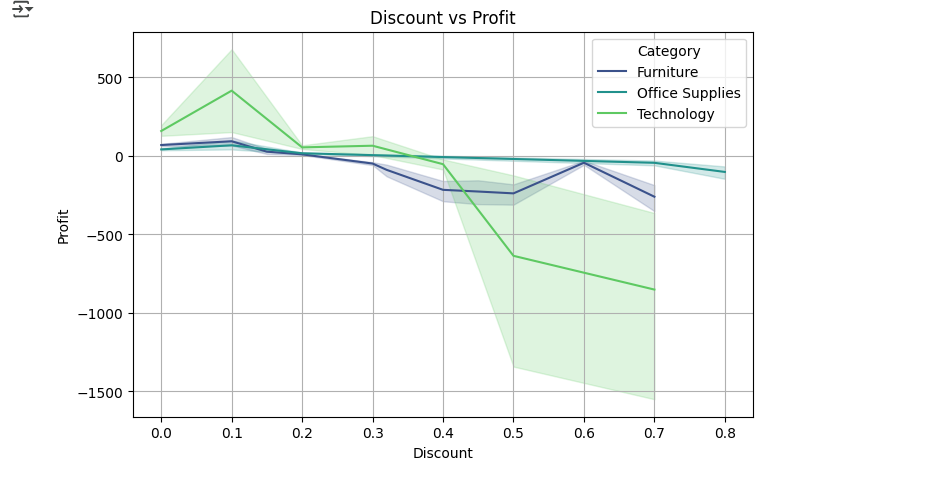 Discount vs Profit
Category
Furniture
Office Supplies
Technology
500
0
−500
−1000
−1500
Profit
0.0 0.1 0.2 0.3 0.4 0.5 0.6 0.7 0.8
Discount